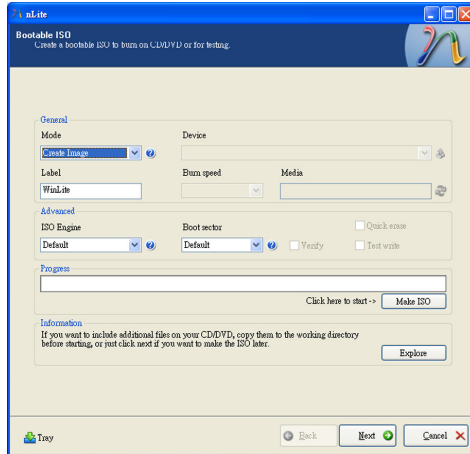 nLite
Bootable ISO
Create a bootable ISO to burn on CD/DVD or for testing.
General
Mode
Device
Create Image
Label
Burn speed
Media
WinLite
Advanced
ISO Engine
Boot sector
Quick erase
Default
Default
Verify
Test write
Progress
Click here to start ->
Make ISO
Information
If you want to include additional files on your CD/DVD, copy them to the working directory
before starting, or just click next if you want to make the ISO later.
Explore
Tray
Back
Next
Cancel